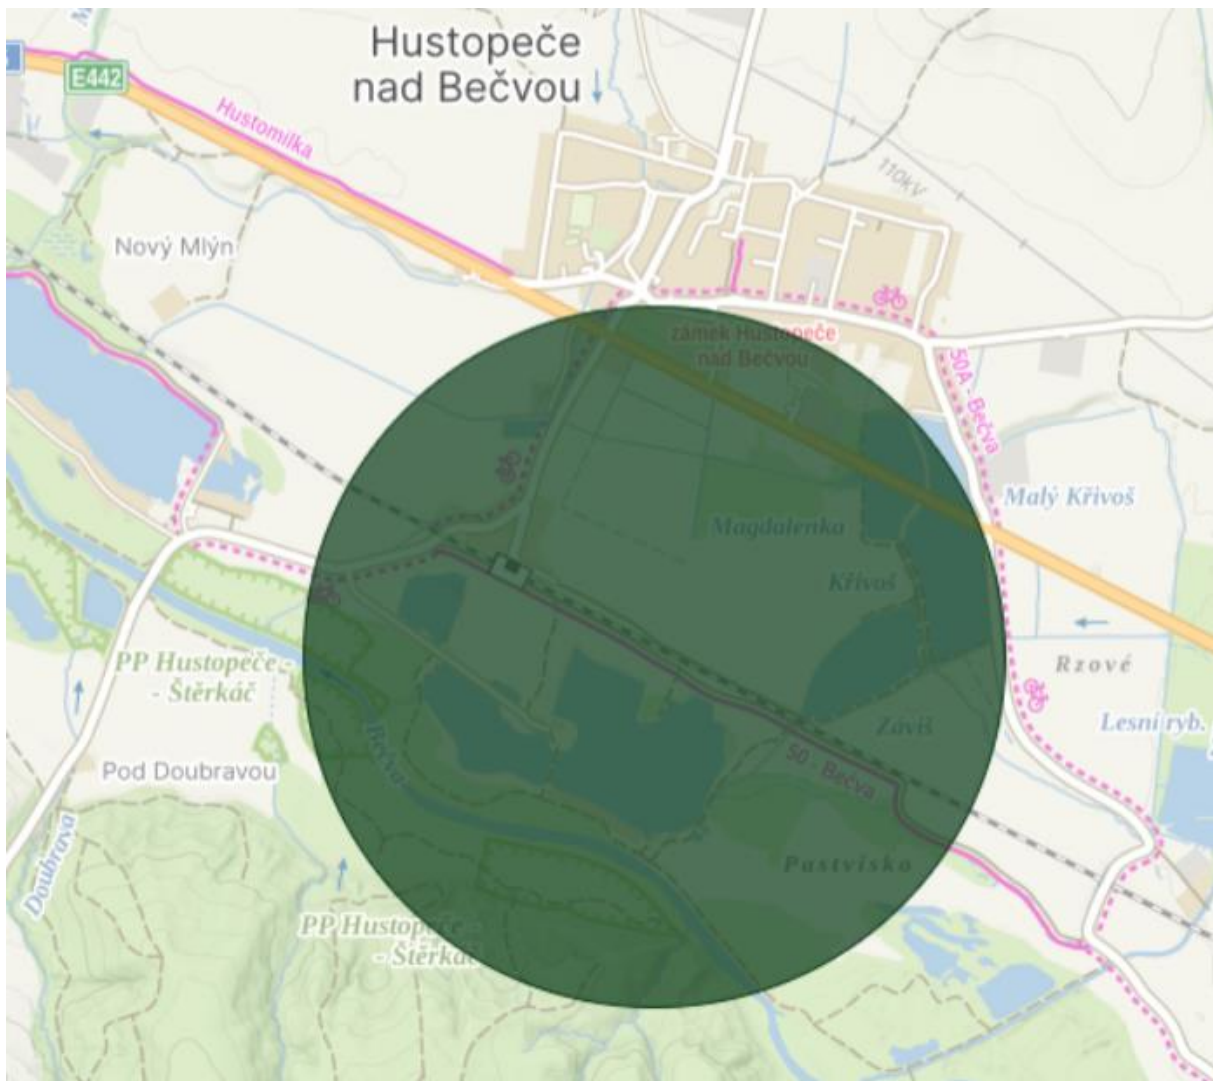 Hustopeče
nad Bečvou
E442
Hustomilka
110kV
Nový Mlýn
zámek Hustopeče
nad Bečvou
50A - Bečva
Malý Křivoš
Magdalenka
Křivoš
Rzové
PP Hustopeče -
- Štěrkáč
Bečva
Záviš
Lesní ryb.
Pod Doubravou
50 - Bečva
Doubrava
Pastvisko
PP Hustopeče -
- Štěrkáč